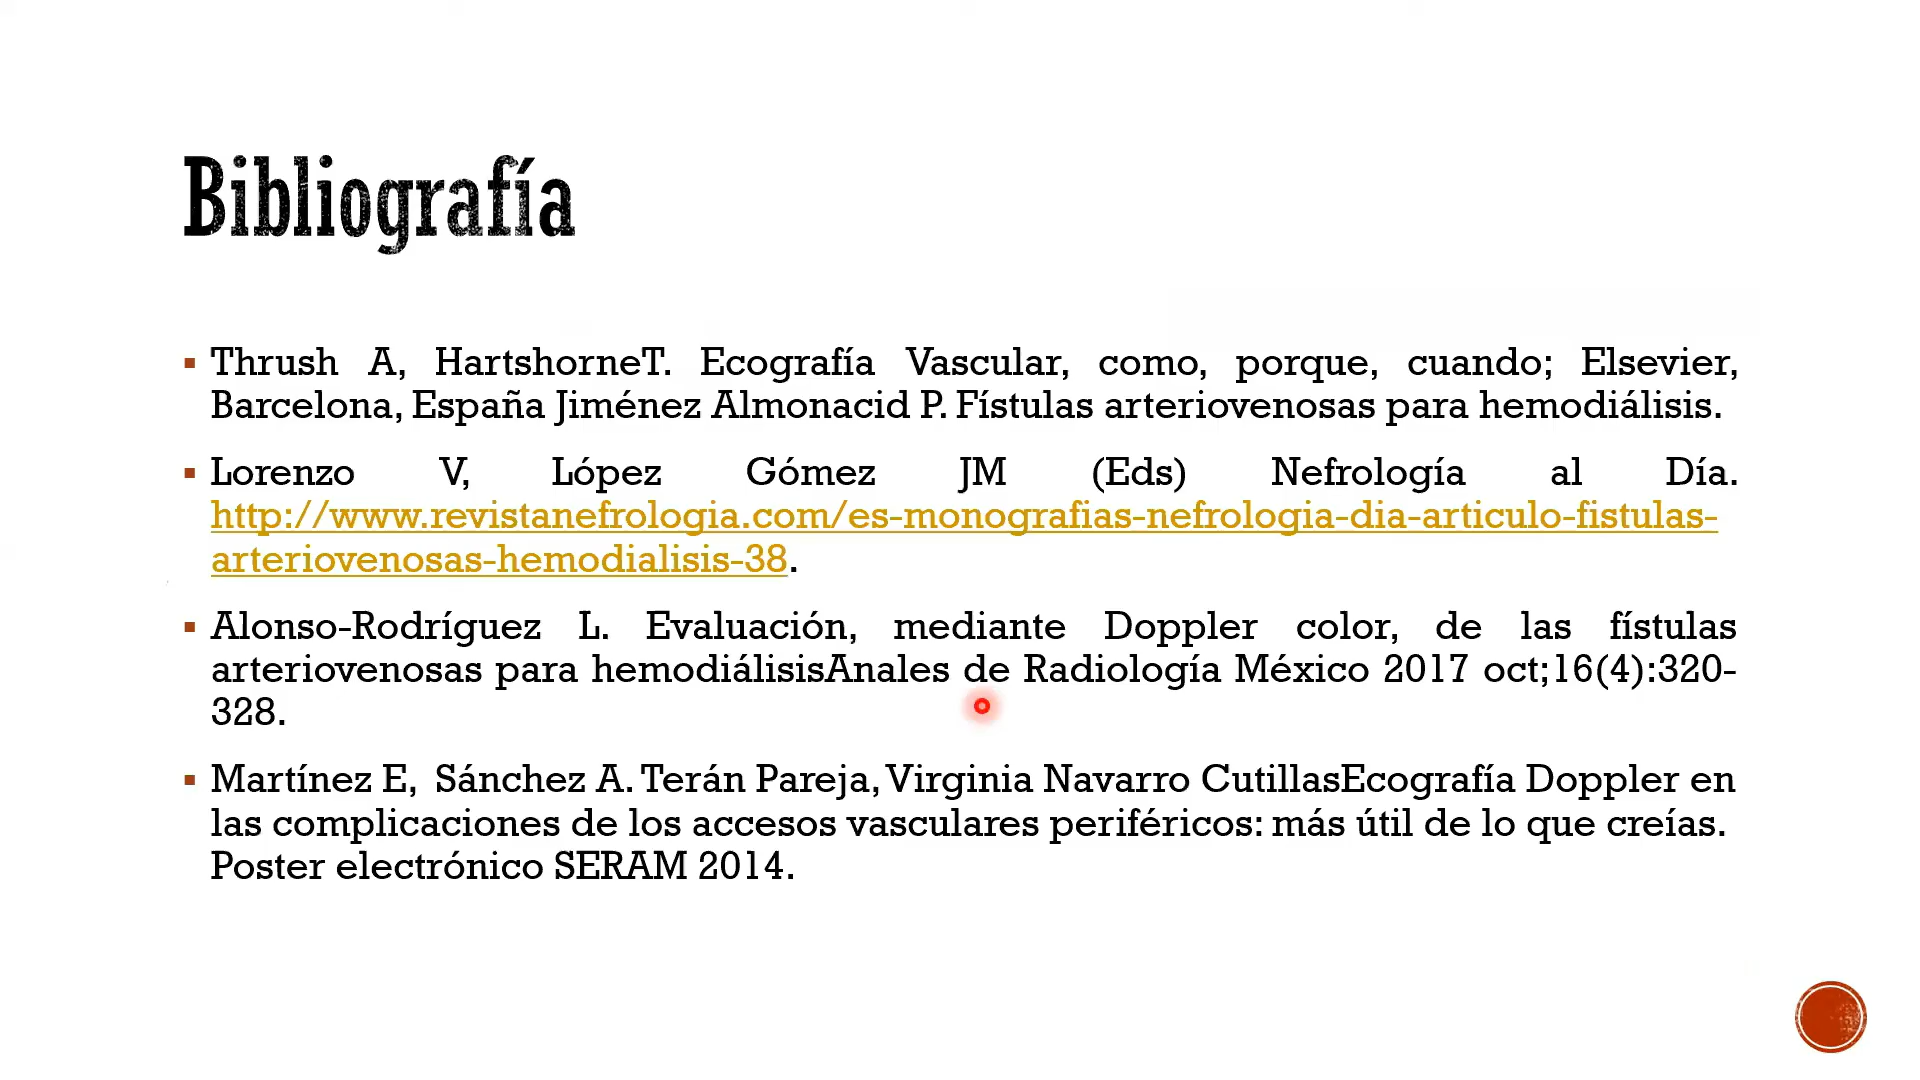 Bibliografía
Thrush A, HartshorneT. Ecografía Vascular, como, porque, cuando; Elsevier,
Barcelona, España Jiménez Almonacid P. Fístulas arteriovenosas para hemodiálisis.
Lorenzo V, López Gómez JM (Eds) Nefrología al Día.
http://www.revistanefrologia.com/es-monografias-nefrologia-dia-articulo-fistulas-
arteriovenosas-hemodialisis-38.
Alonso-Rodríguez L. Evaluación, mediante Doppler color, de las fístulas
arteriovenosas para hemodiálisisAnales de Radiología México 2017 oct;16(4):320-
328.
Martínez E, Sánchez A. Terán Pareja, Virginia Navarro CutillasEcografía Doppler en
las complicaciones de los accesos vasculares periféricos: más útil de lo que creías.
Poster electrónico SERAM 2014.